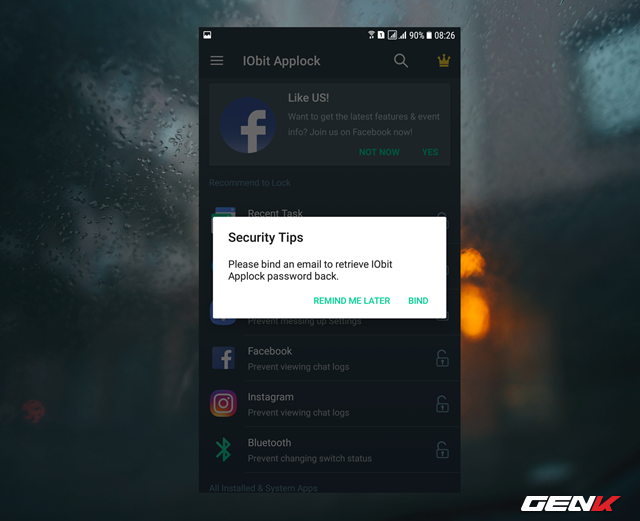 90% 08:26
IObit Applock
Like US!
Want to get the latest features & event
info? Join us on Facebook now!
NOT NOW YES
Recommend to Lock
Recent Task
Security Tips
Please bind an email to retrieve IObit
Applock password back.
REMIND ME LATER BIND
Prevent messing up Settings
Facebook
Prevent viewing chat logs
Instagram
Prevent viewing chat logs
Bluetooth
Prevent changing switch status
All Installed & System Apps
GENK